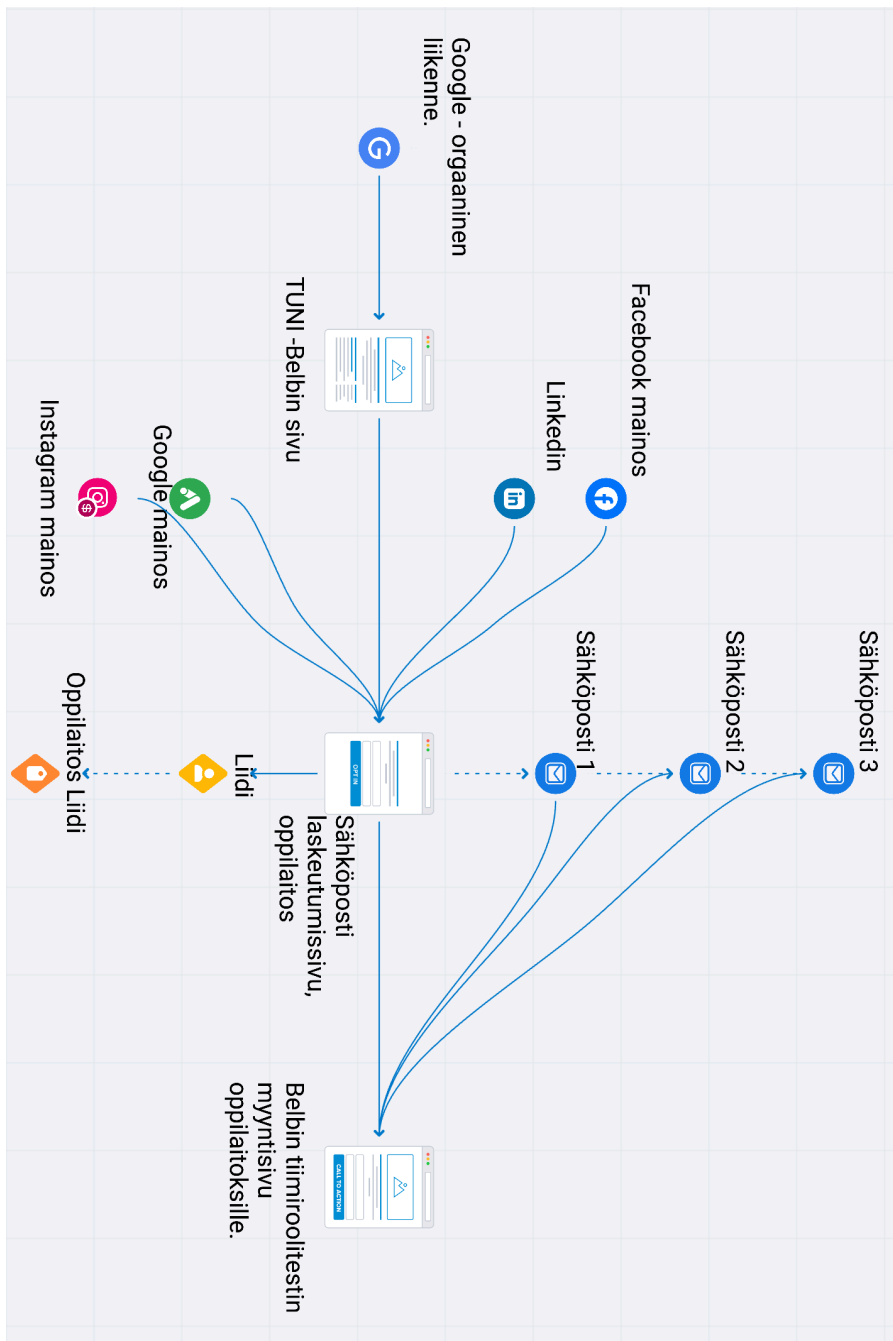 Google - orgaaninen
liikenne.
TUNI -Belbin sivu
Facebook mainos
Linkedin
Google mainos
Instagram mainos
Sähköposti 3
Sähköposti 2
Sähköposti 1
OPT IN
Sähköposti
laskeutumissivu,
oppilaitos
Liidi
Oppilaitos Liidi
CALL TO ACTION
Belbin tiimiroolitestin
myyntisivu
oppilaitoksille.